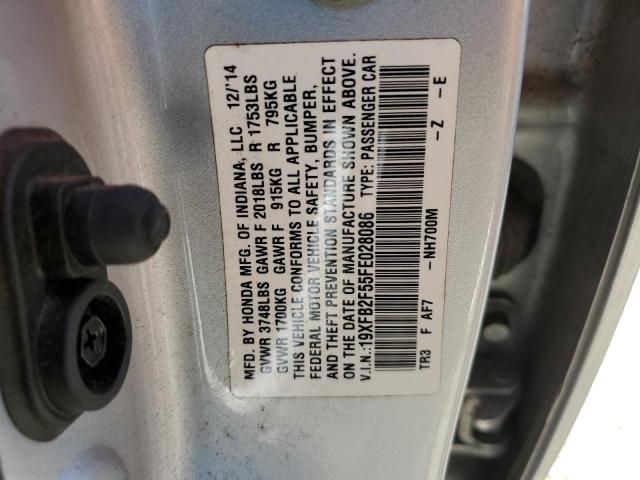 MFD. BY HONDA MFG. OF INDIANA, LLC 12/'14
GVWR 3748LBS GAWR F 2018LBS R 1753LBS
GVWR 1700KG GAWR F 915KG R 795KG
THIS VEHICLE CONFORMS TO ALL APPLICABLE
FEDERAL MOTOR VEHICLE SAFETY, BUMPER,
AND THEFT PREVENTION STANDARDS IN EFFECT
ON THE DATE OF MANUFACTURE SHOWN ABOVE.
V.I.N.:19XFB2F55FE028086 TYPE: PASSENGER CAR
TR3 F AF7 -NH700M -Z -E